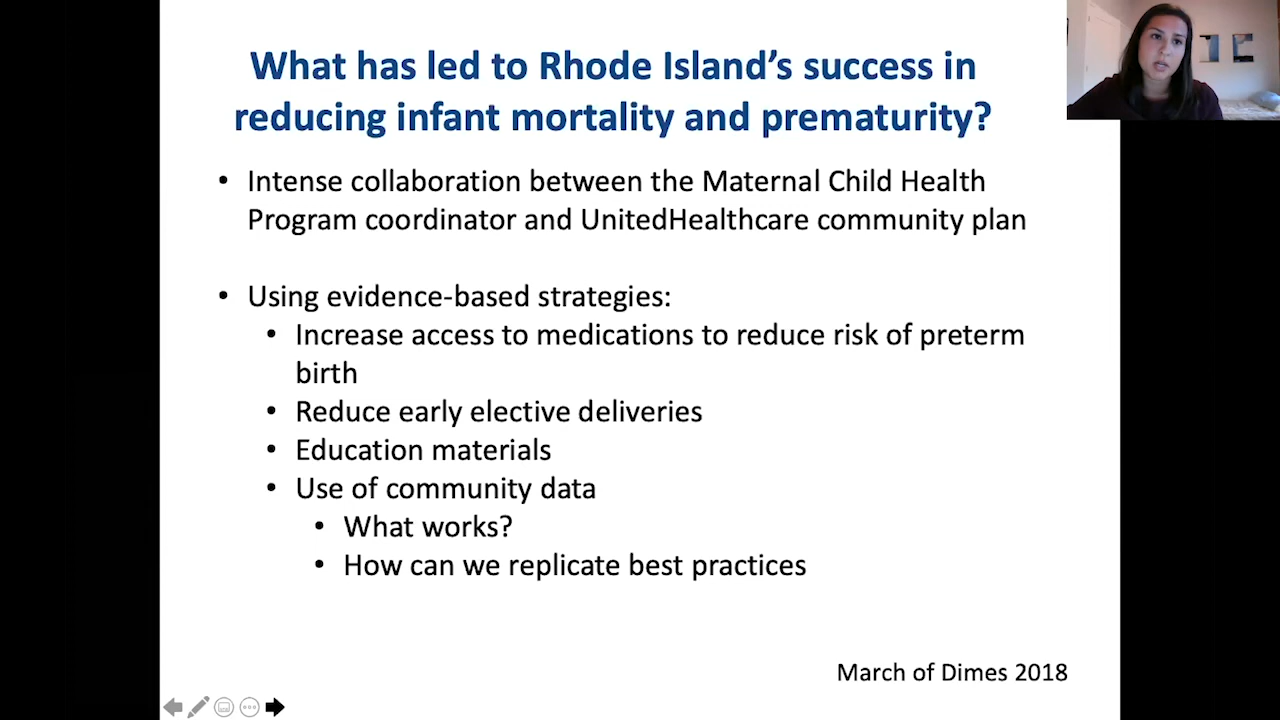 What has led to Rhode Island’s success in
reducing infant mortality and prematurity?
• Intense collaboration between the Maternal Child Health
Program coordinator and UnitedHealthcare community plan
• Using evidence-based strategies:
• Increase access to medications to reduce risk of preterm
birth
• Reduce early elective deliveries
• Education materials
• Use of community data
• What works?
• How can we replicate best practices
March of Dimes 2018